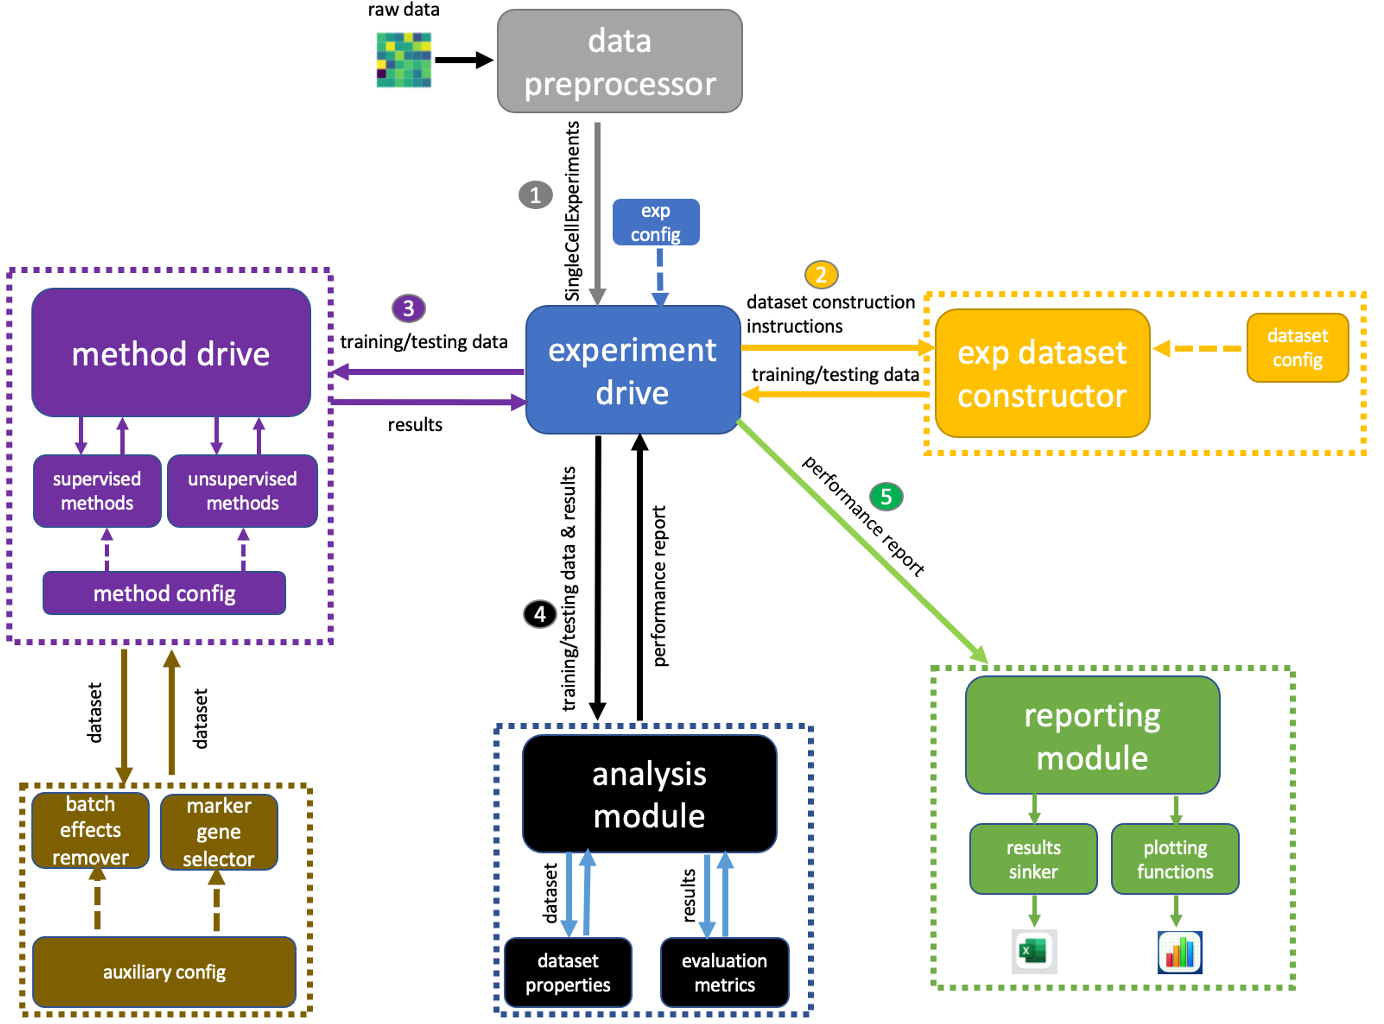 raw data
data
preprocessor
SingleCellExperiments
1
exp
config
2
dataset construction
instructions
3
training/testing data
method drive
experiment
drive
exp dataset
constructor
dataset
config
training/testing data
results
supervised
methods
unsupervised
methods
method config
training/testing data & results
4
performance report
performance report
5
dataset
dataset
batch
effects
remover
marker
gene
selector
auxiliary config
analysis
module
dataset
results
dataset
properties
evaluation
metrics
reporting
module
results
sinker
plotting
functions
X